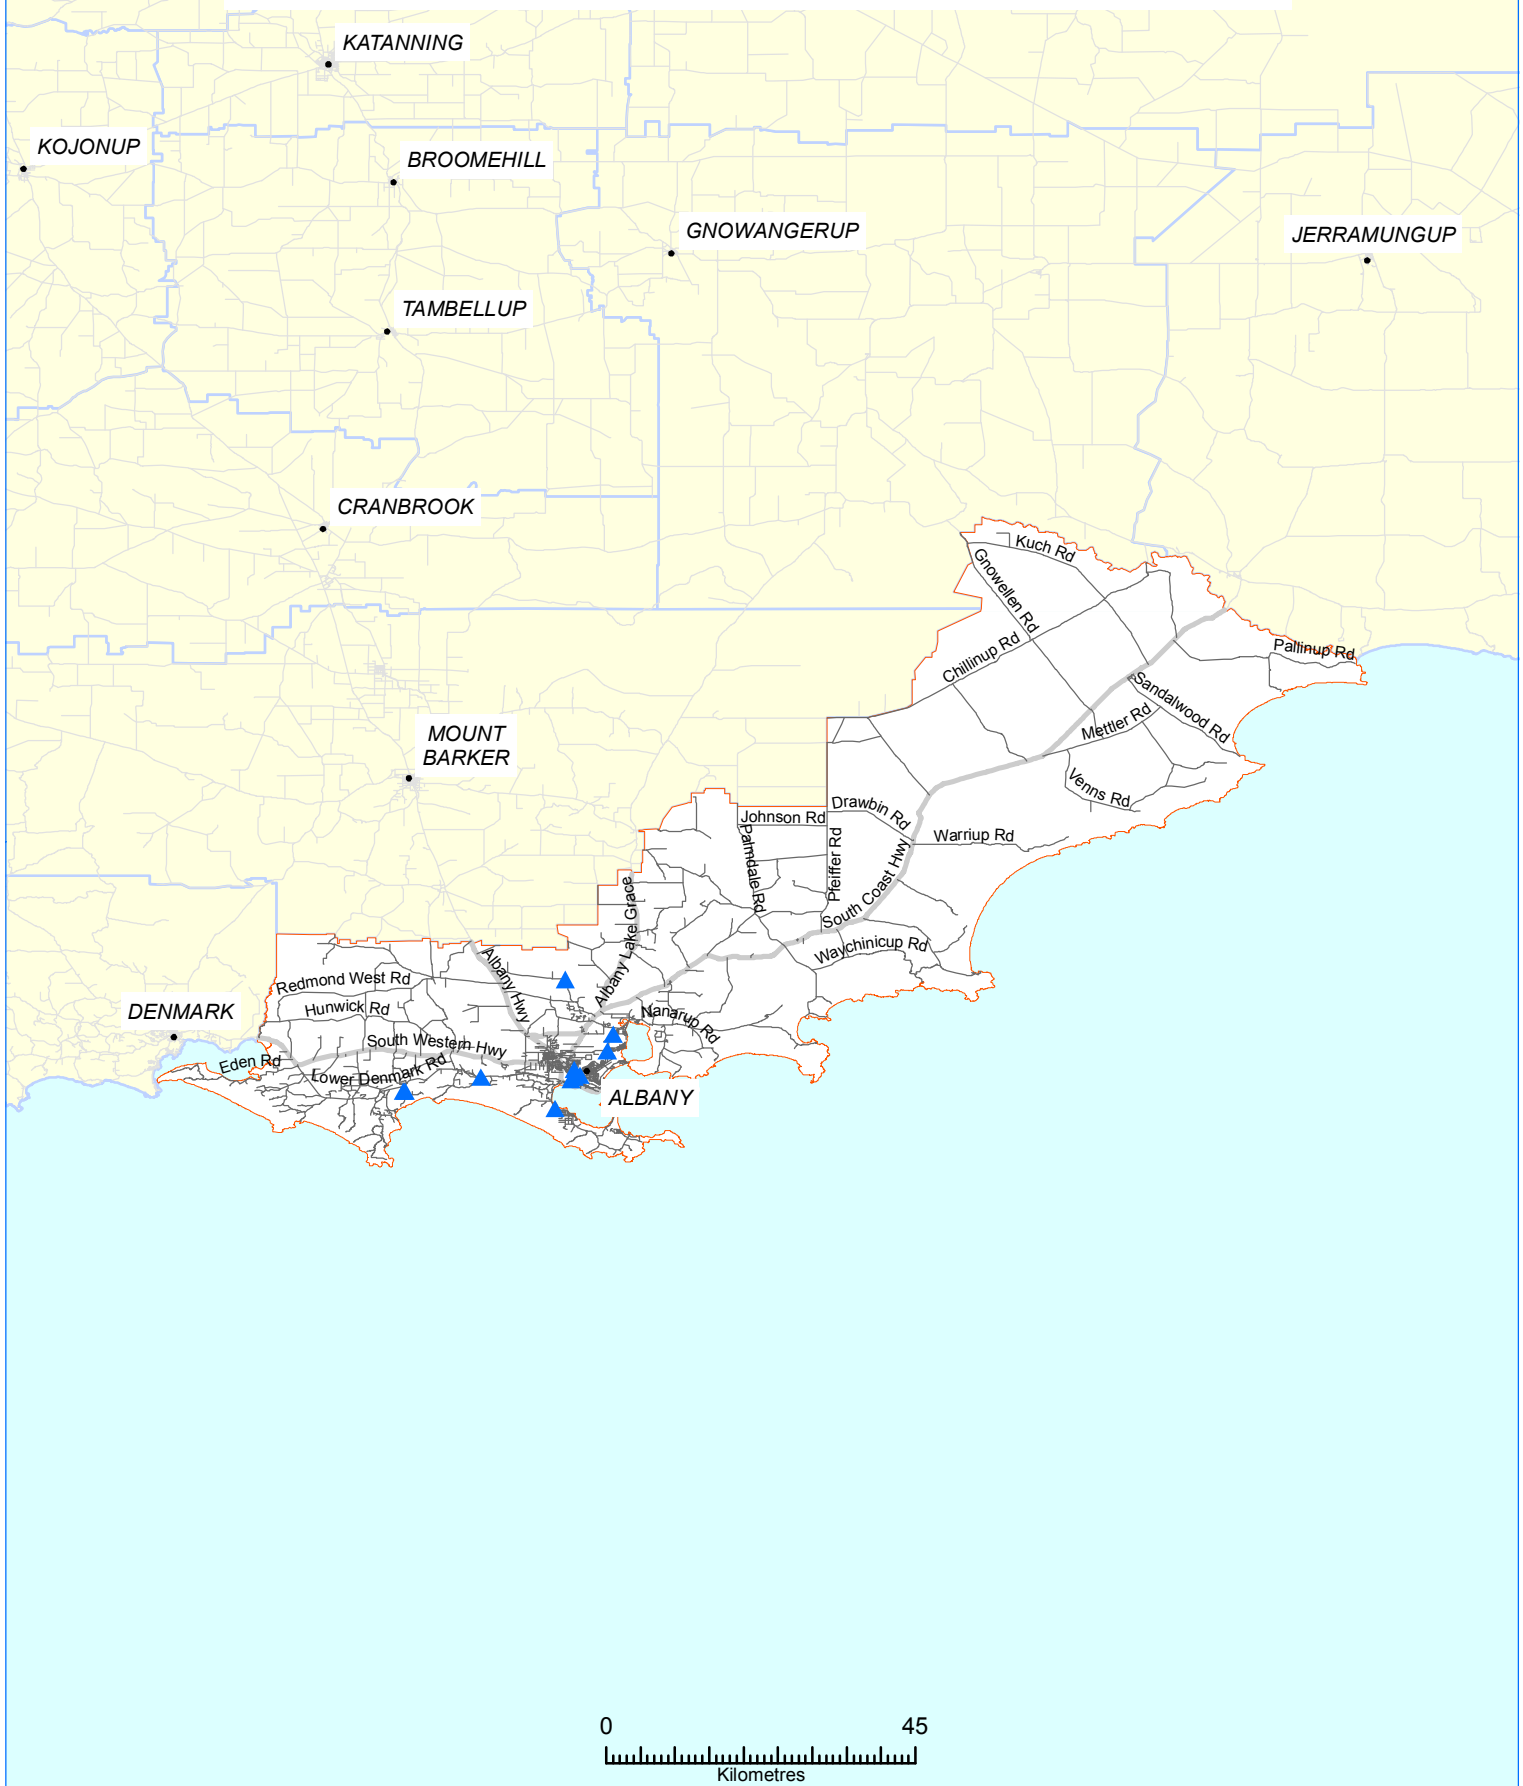 KATANNING
KOJONUP
BROOMEHILL
GNOWANGERUP
JERRAMUNGUP
TAMBELLUP
CRANBROOK
Kuch Rd
Gnowellen Rd
Chillinup Rd
Pallinup Rd
Sandalwood Rd
Mettler Rd
MOUNT
BARKER
Venns Rd
Drawbin Rd
Johnson Rd
Warriup Rd
Palmdale Rd
Pfeiffer Rd
South Coast Hwy
Albany Lake Grace
Waychinicup Rd
Albany Hwy
Redmond West Rd
Hunwick Rd
Nanarup Rd
DENMARK
South Western Hwy
Eden Rd
Lower Denmark Rd
ALBANY
0 45
Kilometres